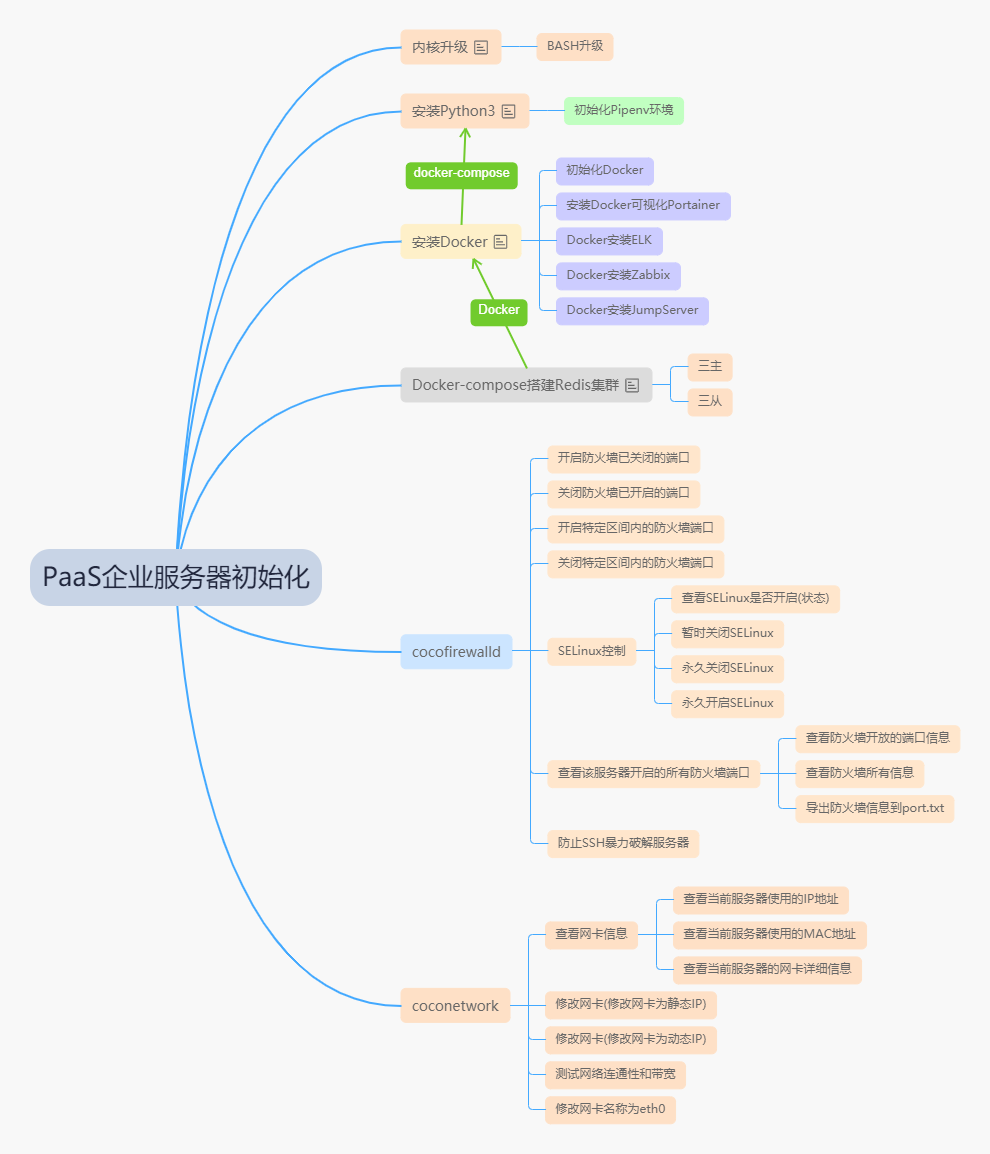 内核升级
BASH升级
安装Python3
初始化Pipenv环境
docker-compose
安装Docker
初始化Docker
安装Docker可视化Portainer
Docker安装ELK
Docker安装Zabbix
Docker安装JumpServer
Docker
Docker-compose搭建Redis集群
三主
三从
PaaS企业服务器初始化
cocofirewalld
开启防火墙已关闭的端口
关闭防火墙已开启的端口
开启特定区间内的防火墙端口
关闭特定区间内的防火墙端口
SELinux控制
查看SELinux是否开启(状态)
暂时关闭SELinux
永久关闭SELinux
永久开启SELinux
查看该服务器开启的所有防火墙端口
查看防火墙开放的端口信息
查看防火墙所有信息
导出防火墙信息到port.txt
防止SSH暴力破解服务器
coconetwork
查看网卡信息
查看当前服务器使用的IP地址
查看当前服务器使用的MAC地址
查看当前服务器的网卡详细信息
修改网卡(修改网卡为静态IP)
修改网卡(修改网卡为动态IP)
测试网络连通性和带宽
修改网卡名称为eth0